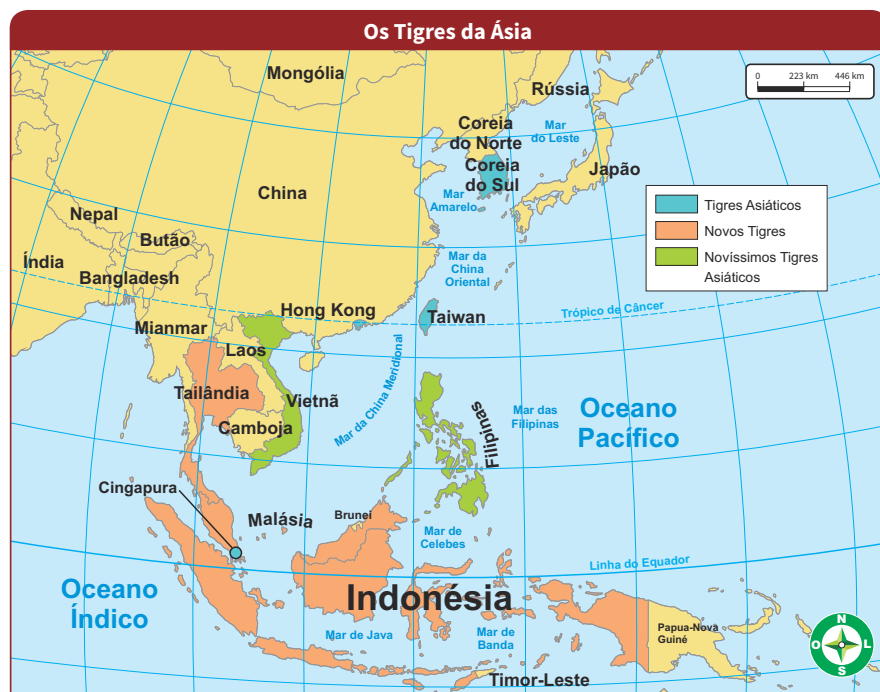 Os Tigres da Ásia
0 223 km 446 km
Mongólia
Rússia
Coreia
do Norte
Mar
do Leste
Coreia
do Sul
Japão
China
Mar
Amarelo
Tigres Asiáticos
Novos Tigres
Novíssimos Tigres
Asiáticos
Nepal
Butão
Índia
Bangladesh
Mar da
China
Oriental
Hong Kong
Taiwan
Trópico de Câncer
Mianmar
Laos
Tailândia
Vietnã
Camboja
Mar da China Meridional
Filipinas
Mar das
Filipinas
Oceano
Pacífico
Cingapura
Malásia
Brunei
Mar de
Celebes
Linha do Equador
Oceano
Índico
Indonésia
Mar de Java
Mar de
Banda
Papua-Nova
Guiné
Timor-Leste
N
O L
S